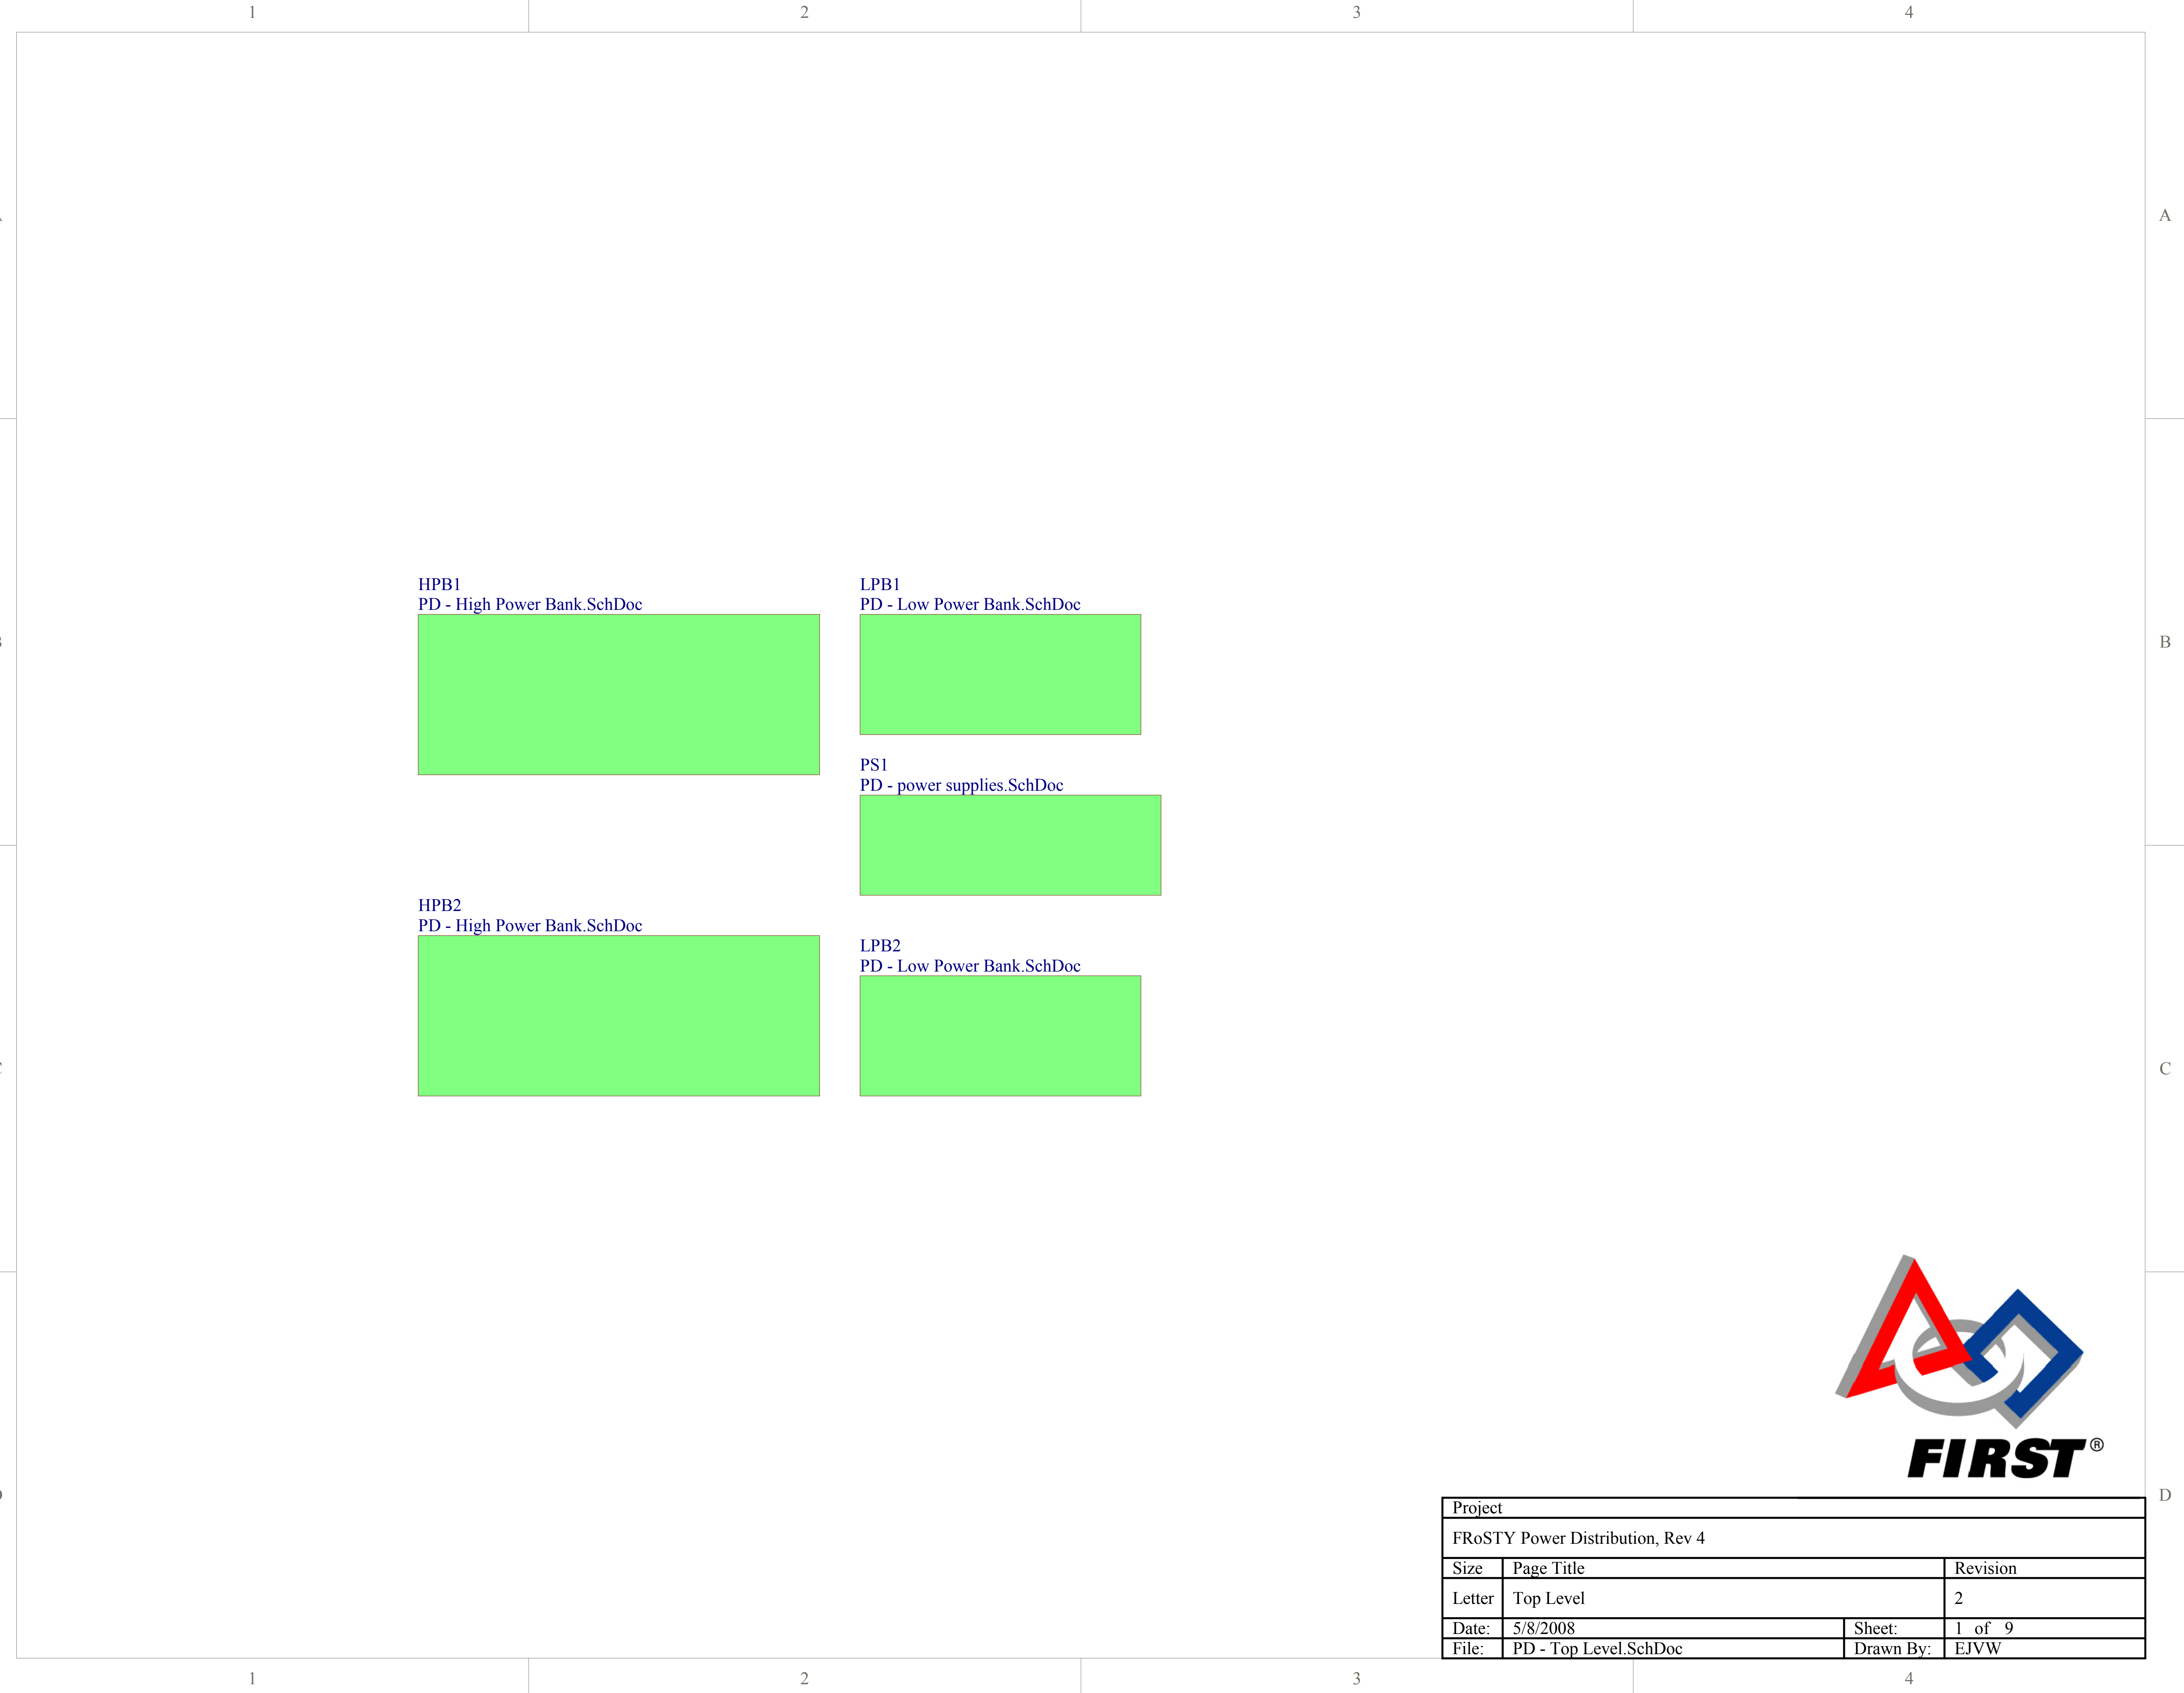 1 2 3 4
A A
HPB1
PD - High Power Bank.SchDoc
LPB1
PD - Low Power Bank.SchDoc
B
PS1
PD - power supplies.SchDoc
HPB2
PD - High Power Bank.SchDoc
LPB2
PD - Low Power Bank.SchDoc
C
FIRST®
D
Project
FRoSTY Power Distribution, Rev 4
Size Page Title Revision
Letter Top Level 2
Date: 5/8/2008 Sheet: 1 of 9
File: PD - Top Level.SchDoc Drawn By: EJVW
1 2 3 4